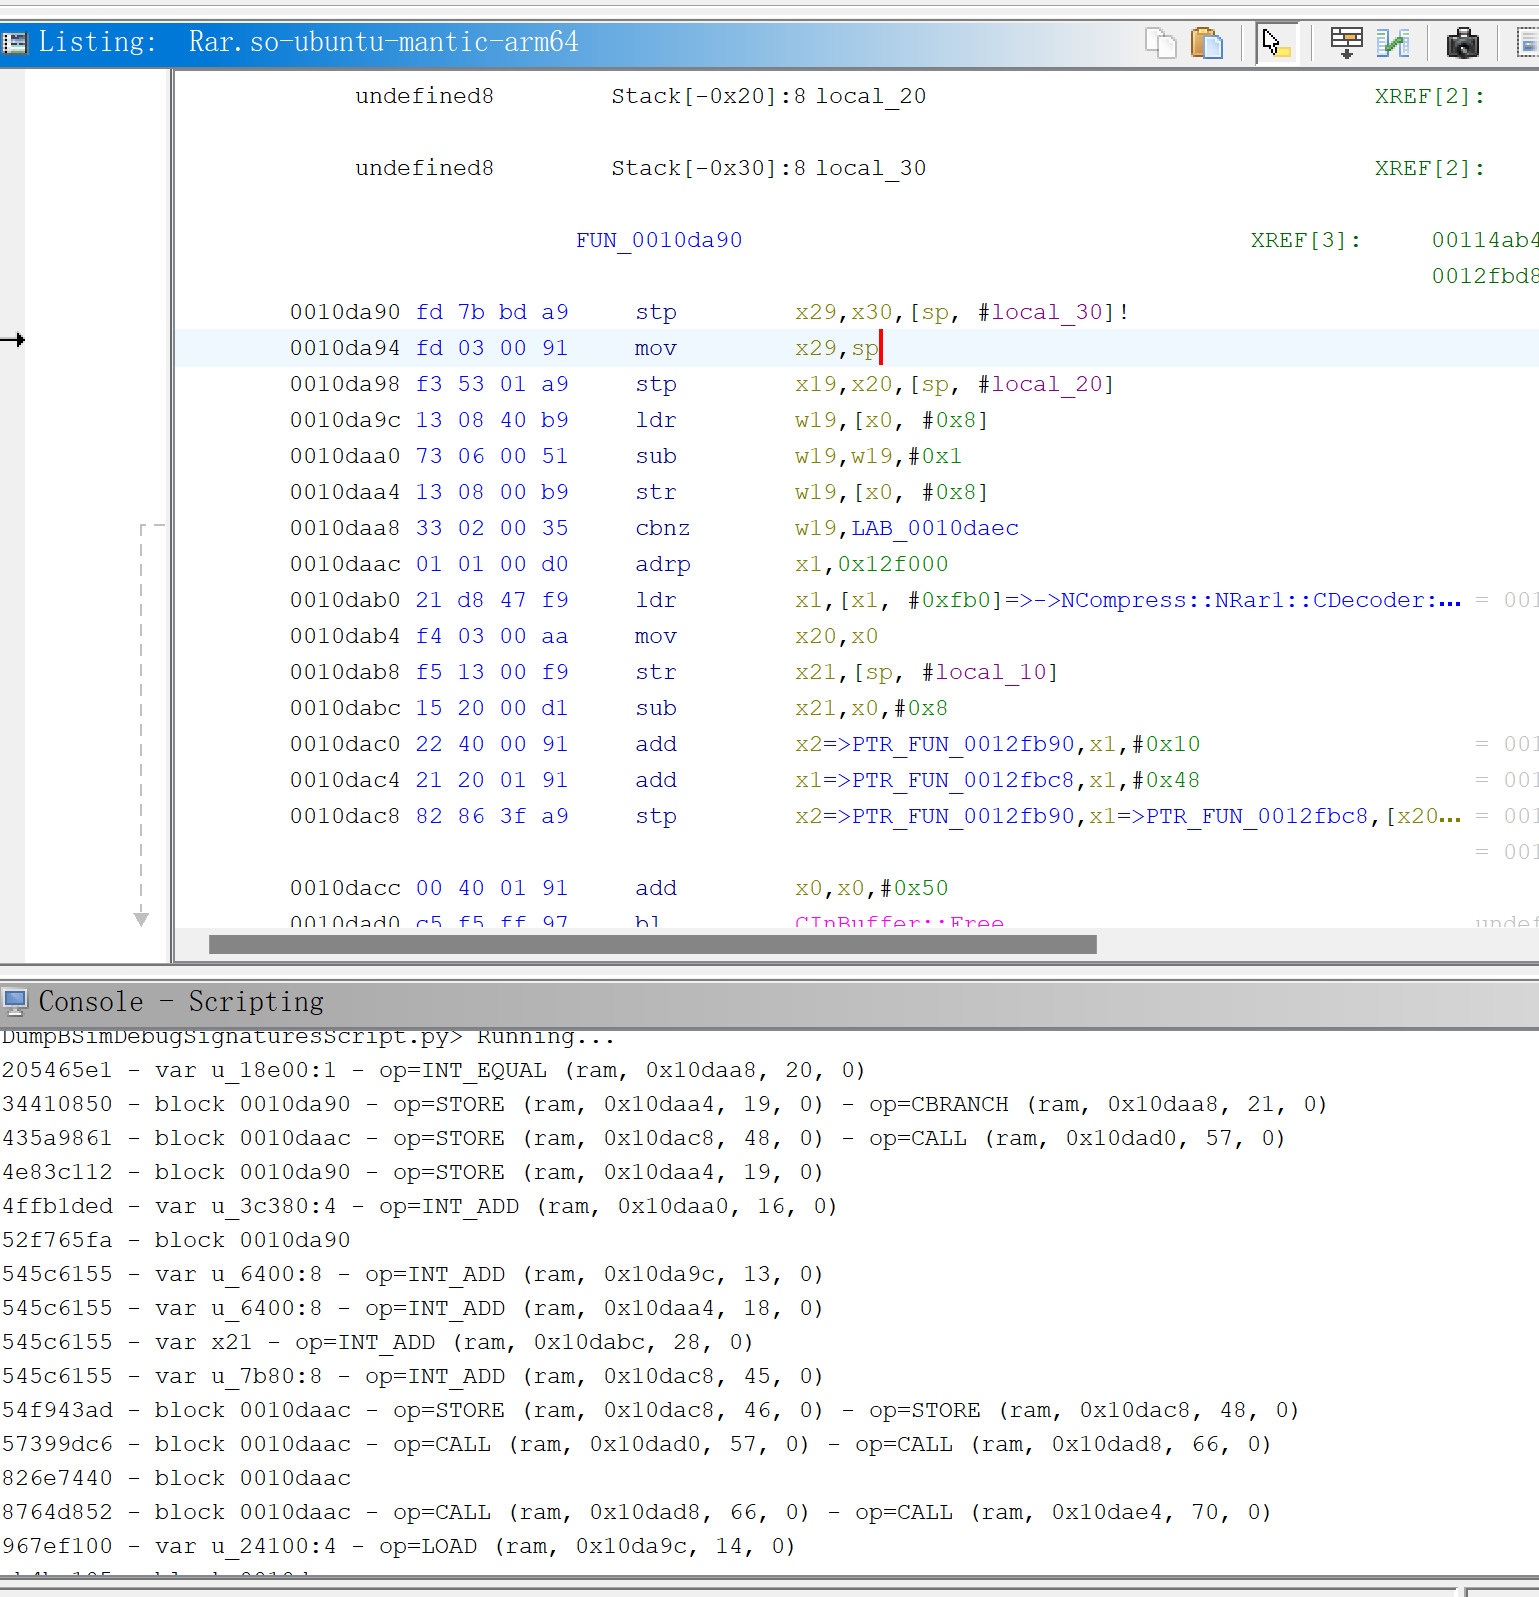 Listing:  Rar.so-ubuntu-mantic-arm64
undefined8 Stack[-0x20]:8 local_20 XREF[2]:
undefined8 Stack[-0x30]:8 local_30 XREF[2]:
FUN_0010da90 XREF[3]: 00114ab4
0012fbd8
0010da90 fd 7b bd a9 stp x29,x30,[sp, #local_30]!
0010da94 fd 03 00 91 mov x29,sp
0010da98 f3 53 01 a9 stp x19,x20,[sp, #local_20]
0010da9c 13 08 40 b9 ldr w19,[x0, #0x8]
0010daa0 73 06 00 51 sub w19,w19,#0x1
0010daa4 13 08 00 b9 str w19,[x0, #0x8]
0010daa8 33 02 00 35 cbnz w19,LAB_0010daec
0010daac 01 01 00 d0 adrp x1,0x12f000
0010dab0 21 d8 47 f9 ldr x1,[x1, #0xfb0]=>->NCompress::NRar1::CDecoder:... = 001
0010dab4 f4 03 00 aa mov x20,x0
0010dab8 f5 13 00 f9 str x21,[sp, #local_10]
0010dabc 15 20 00 d1 sub x21,x0,#0x8
0010dac0 22 40 00 91 add x2=>PTR_FUN_0012fb90,x1,#0x10 = 001
0010dac4 21 20 01 91 add x1=>PTR_FUN_0012fbc8,x1,#0x48 = 001
0010dac8 82 86 3f a9 stp x2=>PTR_FUN_0012fb90,x1=>PTR_FUN_0012fbc8,[x20... = 001
= 001
0010dacc 00 40 01 91 add x0,x0,#0x50
0010dad0 c5 f5 ff 97 bl CInBuffer::Free undef
Console - Scripting
DumpBSimDebugSignaturesScript.py> Running...
205465e1 - var u_18e00:1 - op=INT_EQUAL (ram, 0x10daa8, 20, 0)
34410850 - block 0010da90 - op=STORE (ram, 0x10daa4, 19, 0) - op=CBRANCH (ram, 0x10daa8, 21, 0)
435a9861 - block 0010daac - op=STORE (ram, 0x10dac8, 48, 0) - op=CALL (ram, 0x10dad0, 57, 0)
4e83c112 - block 0010da90 - op=STORE (ram, 0x10daa4, 19, 0)
4ffb1ded - var u_3c380:4 - op=INT_ADD (ram, 0x10daa0, 16, 0)
52f765fa - block 0010da90
545c6155 - var u_6400:8 - op=INT_ADD (ram, 0x10da9c, 13, 0)
545c6155 - var u_6400:8 - op=INT_ADD (ram, 0x10daa4, 18, 0)
545c6155 - var x21 - op=INT_ADD (ram, 0x10dabc, 28, 0)
545c6155 - var u_7b80:8 - op=INT_ADD (ram, 0x10dac8, 45, 0)
54f943ad - block 0010daac - op=STORE (ram, 0x10dac8, 46, 0) - op=STORE (ram, 0x10dac8, 48, 0)
57399dc6 - block 0010daac - op=CALL (ram, 0x10dad0, 57, 0) - op=CALL (ram, 0x10dad8, 66, 0)
826e7440 - block 0010daac
8764d852 - block 0010daac - op=CALL (ram, 0x10dad8, 66, 0) - op=CALL (ram, 0x10dae4, 70, 0)
967ef100 - var u_24100:4 - op=LOAD (ram, 0x10da9c, 14, 0)